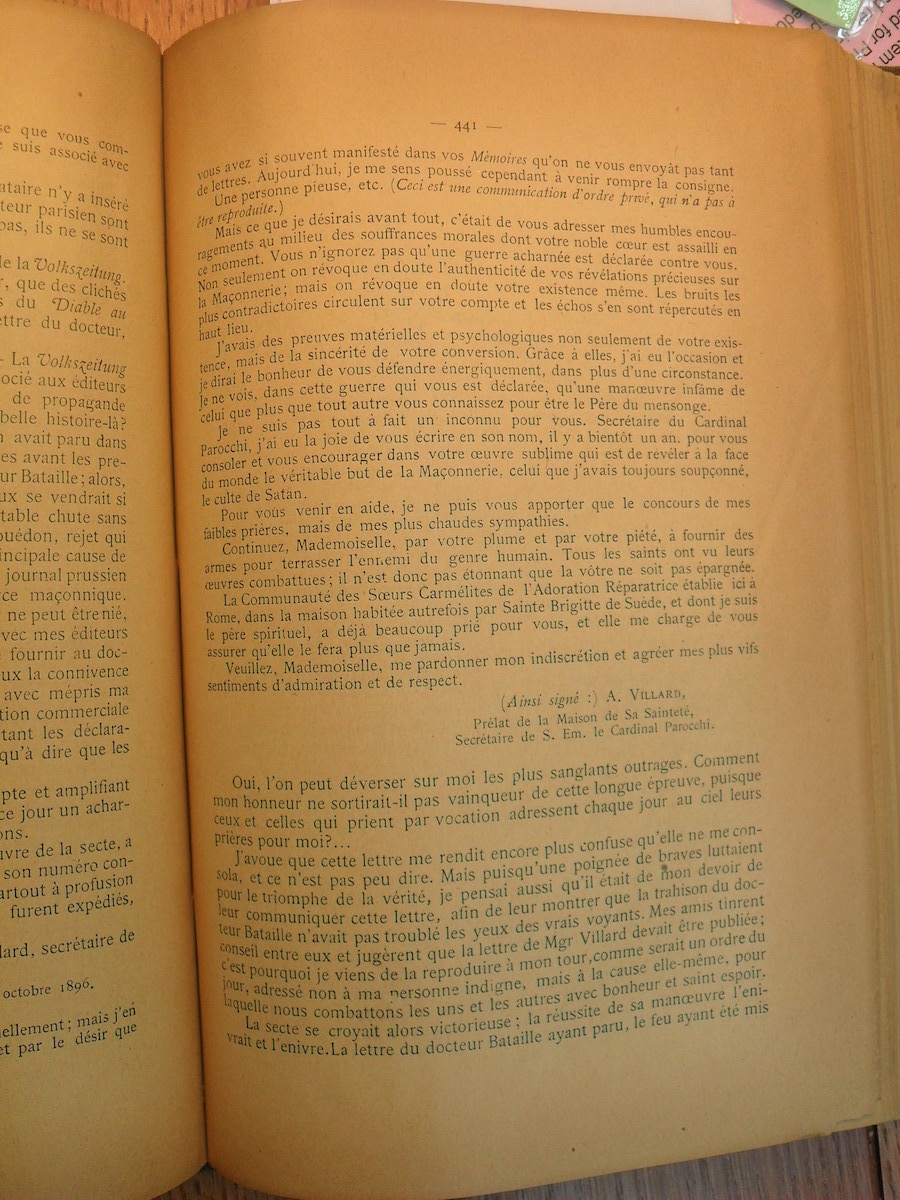 se que vous com-
e suis associé avec
ataire n'y a inséré
teur parisien sont
pas, ils ne se sont
le la Volkszeitung.
r, que des clichés
s du Diable au
ettre du docteur,
- La Volkszeitung
ocié aux éditeurs
de propagande
belle histoire-là?
n avait paru dans
es avant les pre-
ur Bataille; alors,
ux se vendrait si
table chute sans
ouédon, rejet qui
incipale cause de
journal prussien
rce maçonnique.
ne peut être nié,
vec mes éditeurs
fournir au doc-
ux la connivence
avec mépris ma
tion commerciale
tant les déclara-
qu'à dire que les
pte et amplifiant
ce jour un achar-
ons.
uvre de la secte, a
son numéro con-
artout à profusion
furent expédiés,
lard, secrétaire de
octobre 1896.
nellement; mais j'en
et par le désir que
— 441 —
vous avez si souvent manifesté dans vos Mémoires qu'on ne vous envoyât pas tant
de lettres. Aujourd'hui, je me sens poussé cependant à venir rompre la consigne.
Une personne pieuse, etc. (Ceci est une communication d'ordre privé, qui n'a pas à
être reproduite.)
Mais ce que je désirais avant tout, c'était de vous adresser mes humbles encou-
ragements au milieu des souffrances morales dont votre noble cœur est assailli en
ce moment. Vous n'ignorez pas qu'une guerre acharnée est déclarée contre vous.
Non seulement on révoque en doute l'authenticité de vos révélations précieuses sur
la Maçonnerie; mais on révoque en doute votre existence même. Les bruits les
plus contradictoires circulent sur votre compte et les échos s'en sont répercutés en
haut lieu.
J'avais des preuves matérielles et psychologiques non seulement de votre exis-
tence, mais de la sincérité de votre conversion. Grâce à elles, j'ai eu l'occasion et
je dirai le bonheur de vous défendre énergiquement, dans plus d'une circonstance.
Je ne vois, dans cette guerre qui vous est déclarée, qu'une manœuvre infâme de
celui que plus que tout autre vous connaissez pour être le Père du mensonge.
Je ne suis pas tout à fait un inconnu pour vous. Secrétaire du Cardinal
Parocchi, j'ai eu la joie de vous écrire en son nom, il y a bientôt un an, pour vous
consoler et vous encourager dans votre œuvre sublime qui est de révéler à la face
du monde le véritable but de la Maçonnerie, celui que j'avais toujours soupçonné,
le culte de Satan.
Pour vous venir en aide, je ne puis vous apporter que le concours de mes
faibles prières, mais de mes plus chaudes sympathies.
Continuez, Mademoiselle, par votre plume et par votre piété, à fournir des
armes pour terrasser l'ennemi du genre humain. Tous les saints ont vu leurs
œuvres combattues; il n'est donc pas étonnant que la vôtre ne soit pas épargnée.
La Communauté des Sœurs Carmélites de l'Adoration Réparatrice établie ici à
Rome, dans la maison habitée autrefois par Sainte Brigitte de Suède, et dont je suis
le père spirituel, a déjà beaucoup prié pour vous, et elle me charge de vous
assurer qu'elle le fera plus que jamais.
Veuillez, Mademoiselle, me pardonner mon indiscrétion et agréer mes plus vifs
sentiments d'admiration et de respect.
(Ainsi signé :) A. VILLARD,
Prélat de la Maison de Sa Sainteté,
Secrétaire de S. Em. le Cardinal Parocchi.
Oui, l'on peut déverser sur moi les plus sanglants outrages. Comment
mon honneur ne sortirait-il pas vainqueur de cette longue épreuve, puisque
ceux et celles qui prient par vocation adressent chaque jour au ciel leurs
prières pour moi?...
J'avoue que cette lettre me rendit encore plus confuse qu'elle ne me con-
sola, et ce n'est pas peu dire. Mais puisqu'une poignée de braves luttaient
pour le triomphe de la vérité, je pensai aussi qu'il était de mon devoir de
leur communiquer cette lettre, afin de leur montrer que la trahison du doc-
teur Bataille n'avait pas troublé les yeux des vrais voyants. Mes amis tinrent
conseil entre eux et jugèrent que la lettre de Mgr Villard devait être publiée;
c'est pourquoi je viens de la reproduire à mon tour, comme serait un ordre du
jour, adressé non à ma personne indigne, mais à la cause elle-même, pour
laquelle nous combattons les uns et les autres avec bonheur et saint espoir.
La secte se croyait alors victorieuse; la réussite de sa manœuvre l'eni-
vrait et l'enivre. La lettre du docteur Bataille ayant paru, le feu ayant été mis